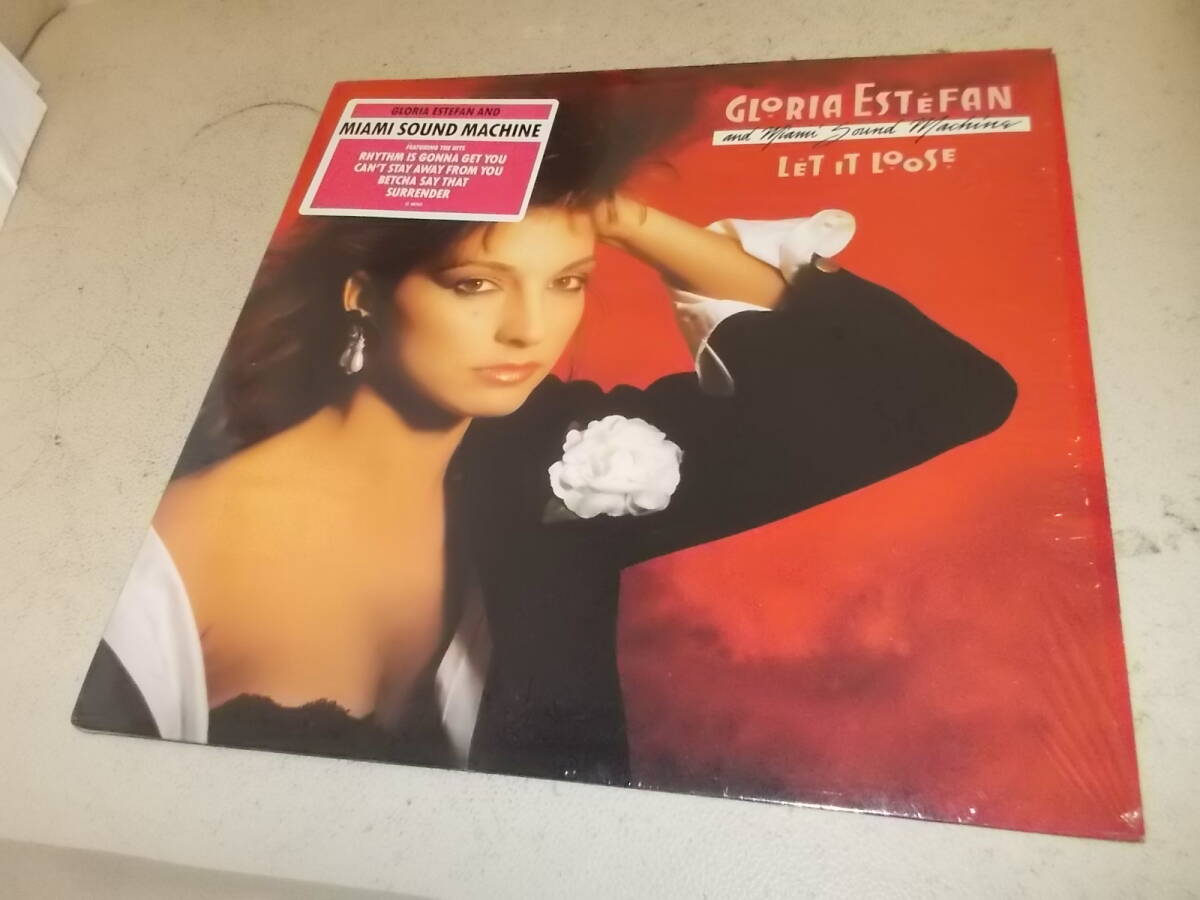 GLORIA ESTEFAN AND
MIAMI SOUND MACHINE
FEATURING THE HITS
RHYTHM IS GONNA GET YOU
CAN'T STAY AWAY FROM YOU
BETCHA SAY THAT
SURRENDER
GLORIA ESTEFAN
and Miami Sound Machine
LET IT LOOSE